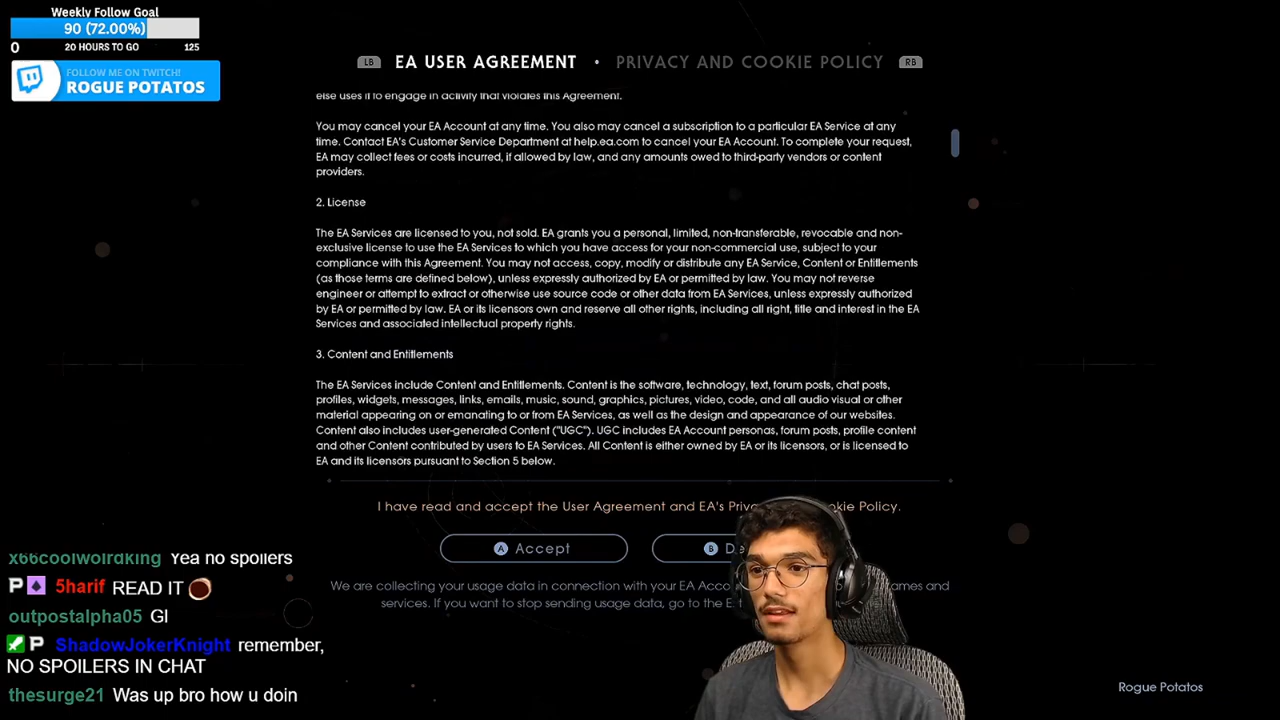 Weekly Follow Goal
90 (72.00%)
0 20 HOURS TO GO 125
FOLLOW ME ON TWITCH!
ROGUE POTATOS
LB EA USER AGREEMENT • PRIVACY AND COOKIE POLICY RB
else uses it to engage in activity that violates this Agreement.
You may cancel your EA Account at any time. You also may cancel a subscription to a particular EA Service at any
time. Contact EA's Customer Service Department at help.ea.com to cancel your EA Account. To complete your request,
EA may collect fees or costs incurred, if allowed by law, and any amounts owed to third-party vendors or content
providers.
2. License
The EA Services are licensed to you, not sold. EA grants you a personal, limited, non-transferable, revocable and non-
exclusive license to use the EA Services to which you have access for your non-commercial use, subject to your
compliance with this Agreement. You may not access, copy, modify or distribute any EA Service, Content or Entitlements
(as those terms are defined below), unless expressly authorized by EA or permitted by law. You may not reverse
engineer or attempt to extract or otherwise use source code or other data from EA Services, unless expressly authorized
by EA or permitted by law. EA or its licensors own and reserve all other rights, including all right, title and interest in the EA
Services and associated intellectual property rights.
3. Content and Entitlements
The EA Services include Content and Entitlements. Content is the software, technology, text, forum posts, chat posts,
profiles, widgets, messages, links, emails, music, sound, graphics, pictures, video, code, and all audio visual or other
material appearing on or emanating to or from EA Services, as well as the design and appearance of our websites.
Content also includes user-generated Content ("UGC"). UGC includes EA Account personas, forum posts, profile content
and other Content contributed by users to EA Services. All Content is either owned by EA or its licensors, or is licensed to
EA and its licensors pursuant to Section 5 below.
I have read and accept the User Agreement and EA's Priv okie Policy.
A Accept
B De
We are collecting your usage data in connection with your EA Acco ames and
services. If you want to stop sending usage data, go to the E
x66coolwolrdking Yea no spoilers
P 5harif READ IT
outpostalpha05 Gl
P ShadowJokerKnight remember,
NO SPOILERS IN CHAT
thesurge21 Was up bro how u doin
Rogue Potatos